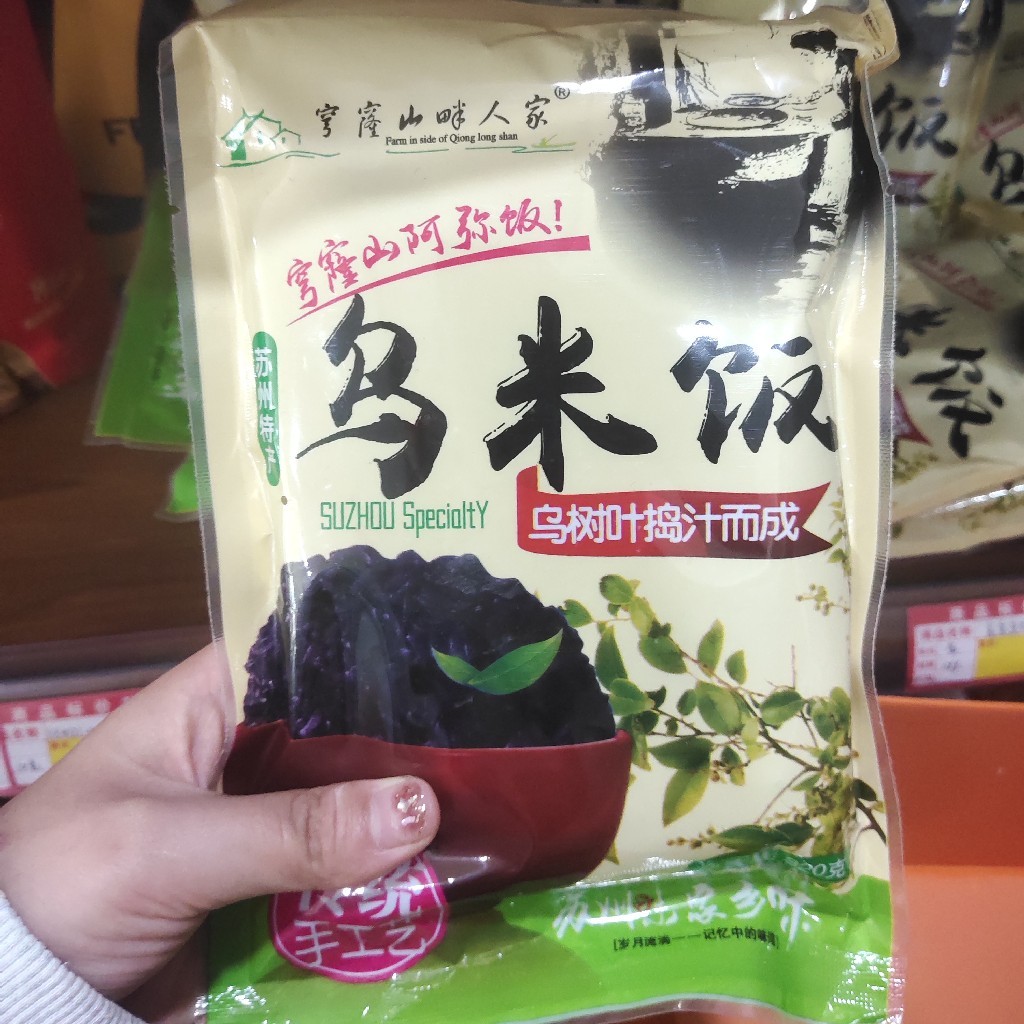 穹窿山畔人家®
Farm in side of Qiong long shan
穹窿山阿弥饭!
乌米饭
苏州特产
SUZHOU SpecialtY
乌树叶捣汁而成
传统
手工艺
饭